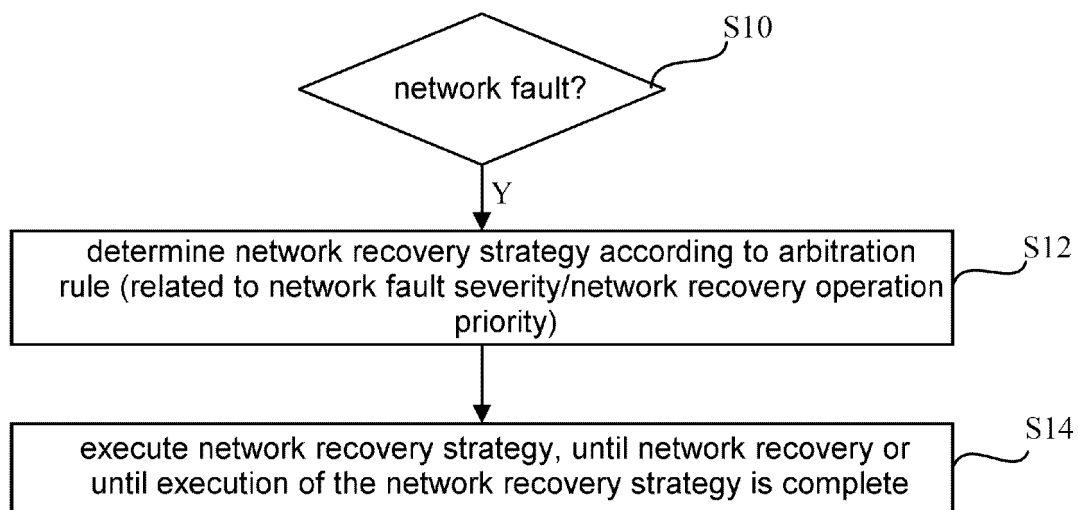 S10
network fault?
Y
determine network recovery strategy according to arbitration
rule (related to network fault severity/network recovery operation
priority)
S12
execute network recovery strategy, until network recovery or
until execution of the network recovery strategy is complete
S14